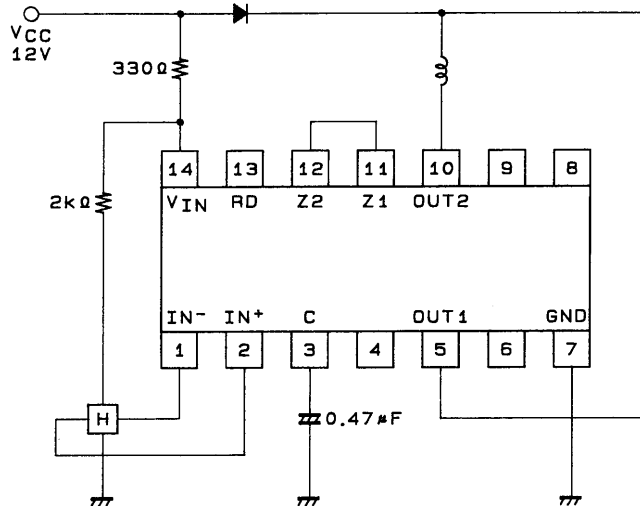 VCC
12V
330Ω
2kΩ
14 13 12 11 10 9 8
VIN RD Z2 Z1 OUT2
IN- IN+ C OUT1 GND
1 2 3 4 5 6 7
H
0.47μF